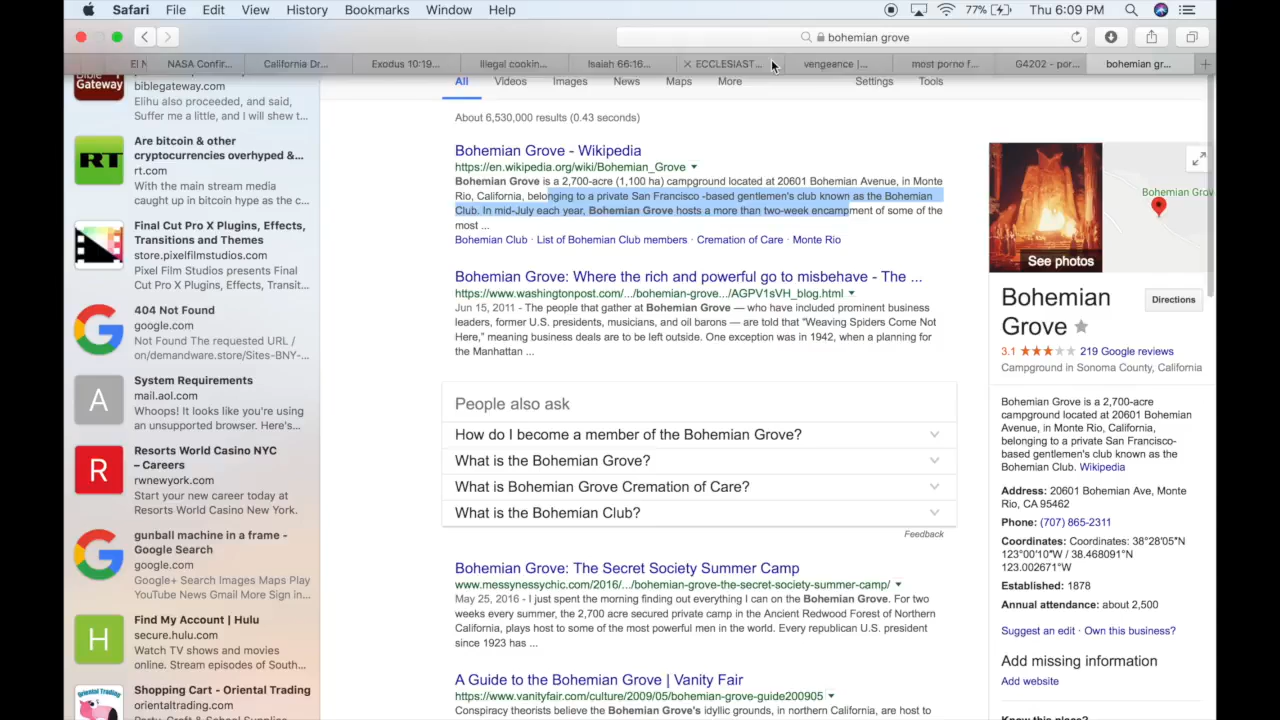 Safari File Edit View History Bookmarks Window Help 77% Thu 6:09 PM
bohemian grove
El N NASA Confir... California Dr... Exodus 10:19... Illegal cookin... Isaiah 66:16... ECCLESIAST... vengeance |... most porno f... G4202 - por... bohemian gr...
Bible
Gateway
biblegateway.com
Elihu also proceeded, and said,
Suffer me a little, and I will shew t...
RT
Are bitcoin & other
cryptocurrencies overhyped &...
rt.com
With the main stream media
caught up in bitcoin hype as the c...
Final Cut Pro X Plugins, Effects,
Transitions and Themes
store.pixelfilmstudios.com
Pixel Film Studios presents Final
Cut Pro X Plugins, Effects, Transit...
404 Not Found
google.com
Not Found The requested URL /
on/demandware.store/Sites-BNY-...
A
System Requirements
mail.aol.com
Whoops! It looks like you're using
an unsupported browser. Here's...
R
Resorts World Casino NYC
– Careers
rwnewyork.com
Start your new career today at
Resorts World Casino New York.
gunball machine in a frame -
Google Search
google.com
Google+ Search Images Maps Play
YouTube News Gmail More Sign in...
H
Find My Account | Hulu
secure.hulu.com
Watch TV shows and movies
online. Stream episodes of South...
Oriental Trading
Shopping Cart - Oriental Trading
orientaltrading.com
All Videos Images News Maps More Settings Tools
About 6,530,000 results (0.43 seconds)
Bohemian Grove - Wikipedia
https://en.wikipedia.org/wiki/Bohemian_Grove
Bohemian Grove is a 2,700-acre (1,100 ha) campground located at 20601 Bohemian Avenue, in Monte
Rio, California, belonging to a private San Francisco -based gentlemen's club known as the Bohemian
Club. In mid-July each year, Bohemian Grove hosts a more than two-week encampment of some of the
most ...
Bohemian Club · List of Bohemian Club members · Cremation of Care · Monte Rio
Bohemian Grove: Where the rich and powerful go to misbehave - The ...
https://www.washingtonpost.com/.../bohemian-grove.../AGPV1sVH_blog.html
Jun 15, 2011 - The people that gather at Bohemian Grove — who have included prominent business
leaders, former U.S. presidents, musicians, and oil barons — are told that "Weaving Spiders Come Not
Here," meaning business deals are to be left outside. One exception was in 1942, when a planning for
the Manhattan ...
People also ask
How do I become a member of the Bohemian Grove?
What is the Bohemian Grove?
What is Bohemian Grove Cremation of Care?
What is the Bohemian Club?
Feedback
Bohemian Grove: The Secret Society Summer Camp
www.messynessychic.com/2016/.../bohemian-grove-the-secret-society-summer-camp/
May 25, 2016 - I just spent the morning finding out everything I can on the Bohemian Grove. For two
weeks every summer, the 2,700 acre secured private camp in the Ancient Redwood Forest of Northern
California, plays host to some of the most powerful men in the world. Every republican U.S. president
since 1923 has ...
A Guide to the Bohemian Grove | Vanity Fair
https://www.vanityfair.com/culture/2009/05/bohemian-grove-guide200905
Conspiracy theorists believe the Bohemian Grove's idyllic grounds, in northern California, are host to
See photos
Bohemian Grov
Bohemian
Grove
Directions
3.1 219 Google reviews
Campground in Sonoma County, California
Bohemian Grove is a 2,700-acre
campground located at 20601 Bohemian
Avenue, in Monte Rio, California,
belonging to a private San Francisco-
based gentlemen's club known as the
Bohemian Club. Wikipedia
Address: 20601 Bohemian Ave, Monte
Rio, CA 95462
Phone: (707) 865-2311
Coordinates: Coordinates: 38°28′05″N
123°00′10″W / 38.468091°N
123.002671°W
Established: 1878
Annual attendance: about 2,500
Suggest an edit · Own this business?
Add missing information
Add website
Know this place?